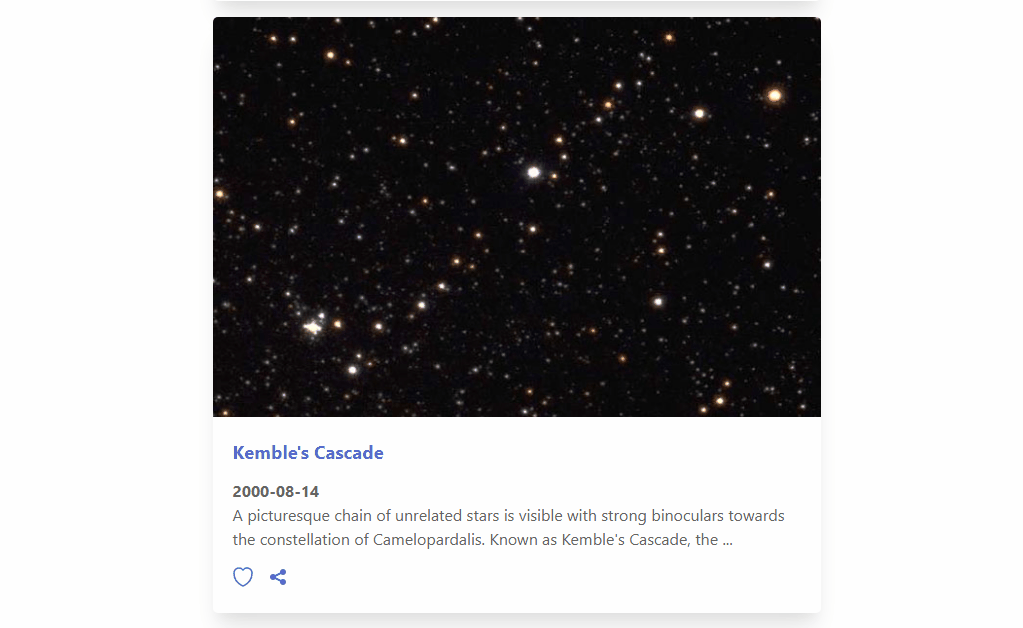 Kemble's Cascade
2000-08-14
A picturesque chain of unrelated stars is visible with strong binoculars towards
the constellation of Camelopardalis. Known as Kemble's Cascade, the ...